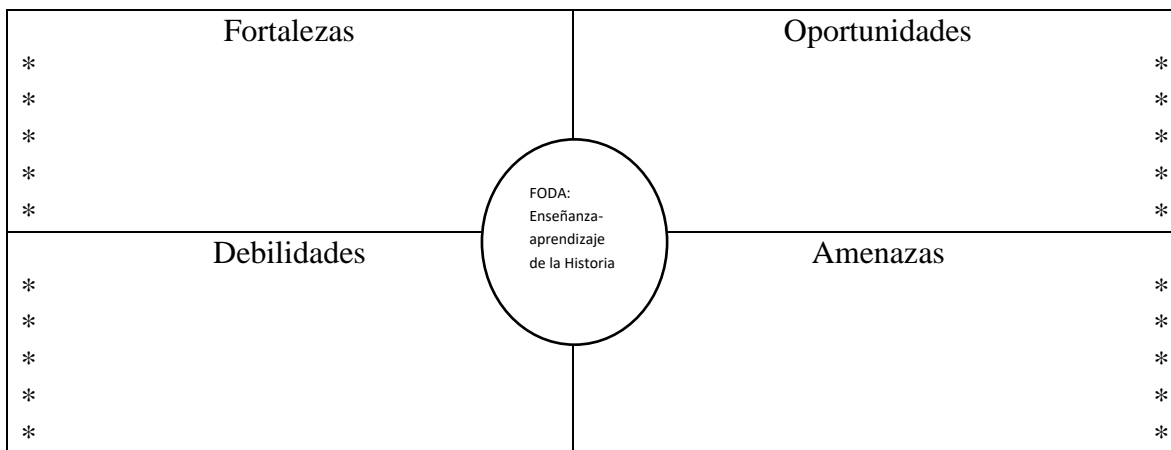 Fortalezas
*
*
*
*
*
Oportunidades
*
*
*
*
*
FODA:
Enseñanza-
aprendizaje
de la Historia
Debilidades
*
*
*
*
*
Amenazas
*
*
*
*
*